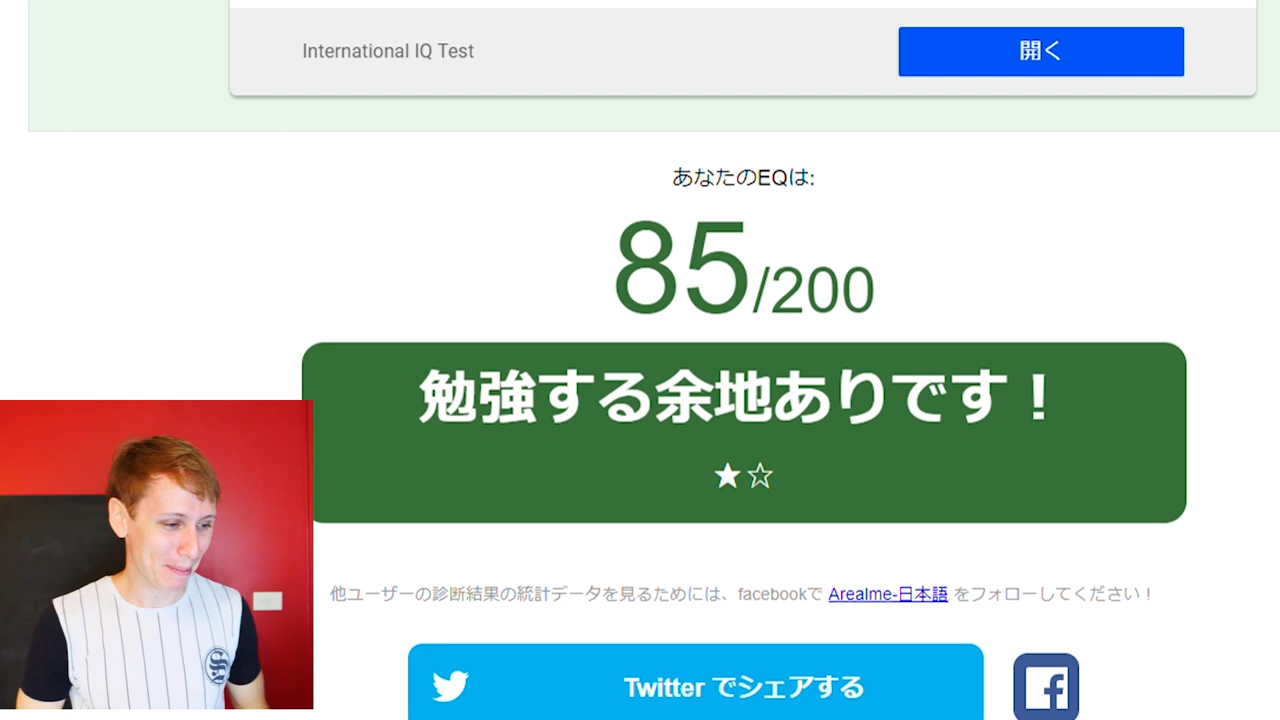 International IQ Test
開く
あなたのEQは:
85/200
勉強する余地ありです！
★☆
他ユーザーの診断結果の統計データを見るためには、facebookで Arealme-日本語 をフォローしてください！
Twitter でシェアする